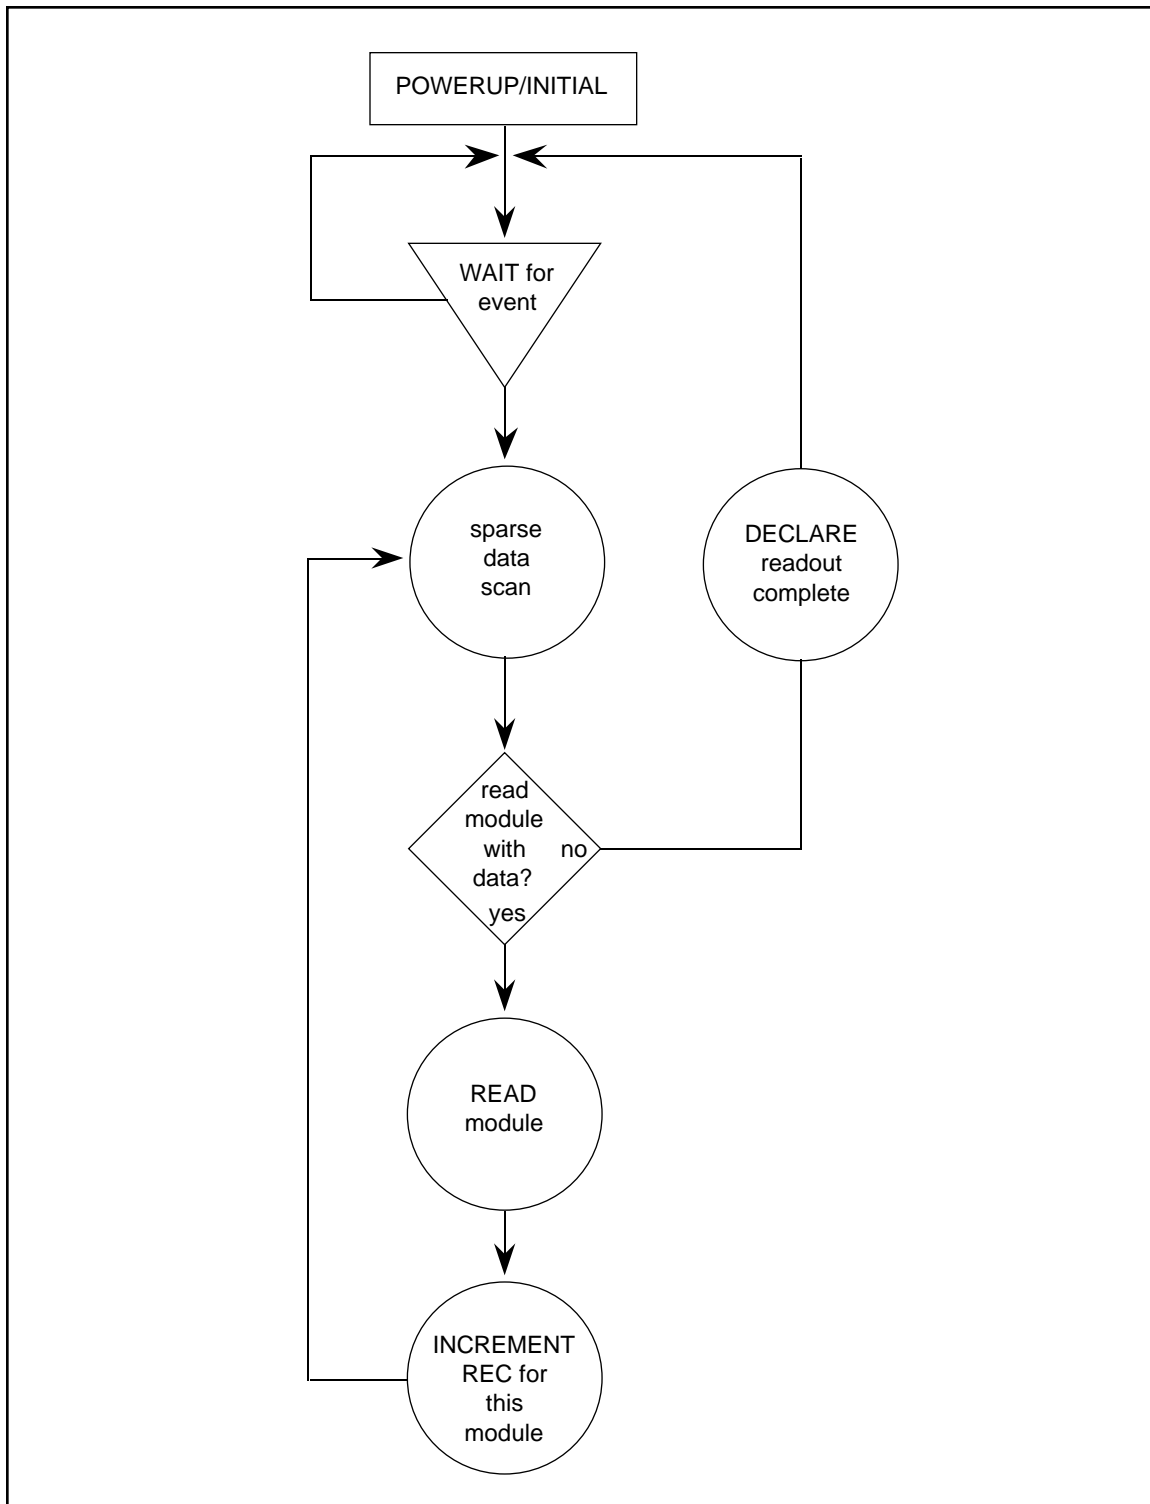 POWERUP/INITIAL
WAIT for
event
sparse
data
scan
DECLARE
readout
complete
read
module
with no
data?
yes
READ
module
INCREMENT
REC for
this
module